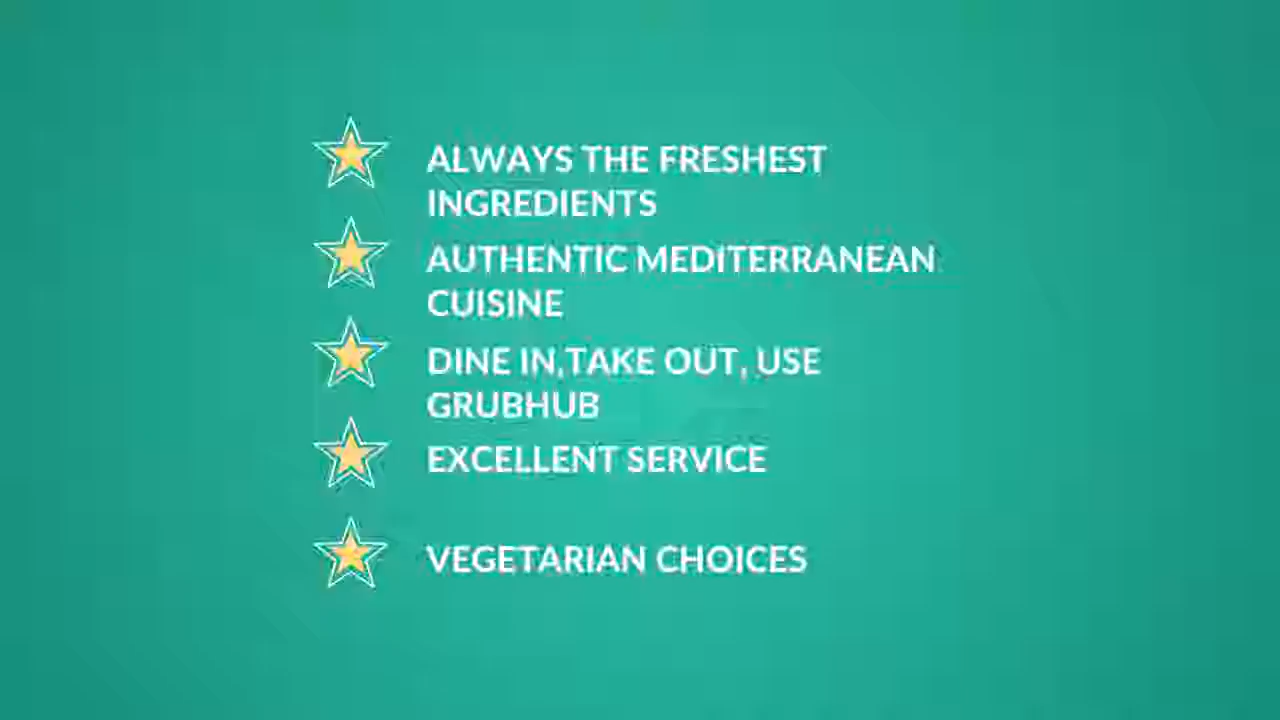 ALWAYS THE FRESHEST
INGREDIENTS
AUTHENTIC MEDITERRANEAN
CUISINE
DINE IN,TAKE OUT, USE
GRUBHUB
EXCELLENT SERVICE
VEGETARIAN CHOICES